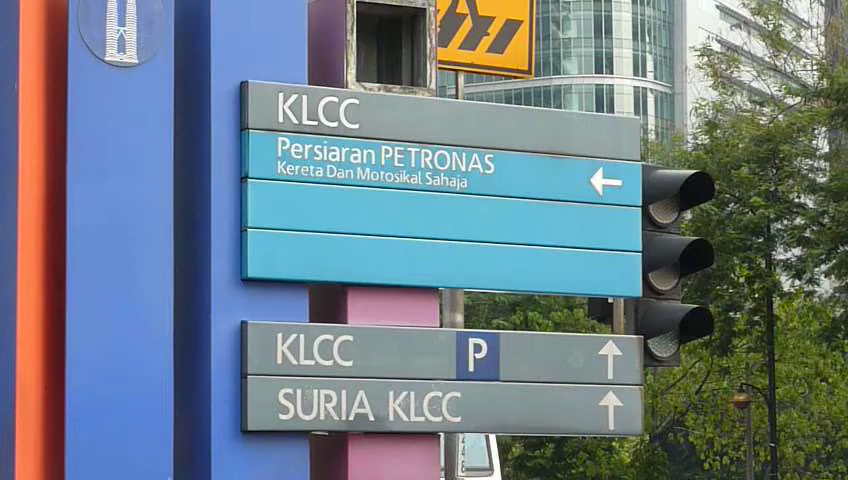 KLCC
Persiaran PETRONAS
Kereta Dan Motosikal Sahaja
KLCC P
SURIA KLCC